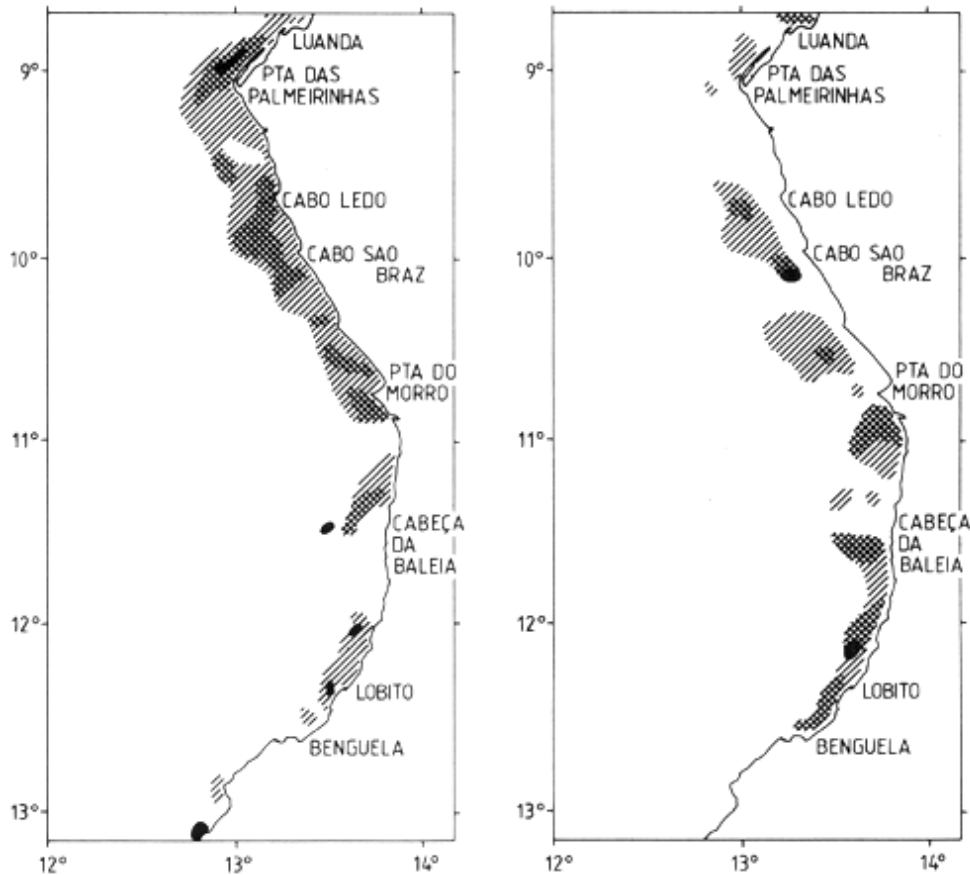 LUANDA
9°
PTA DAS
PALMEIRINHAS
CABO LEDO
10°
CABO SAO
BRAZ
PTA DO
MORRO
11°
CABEÇA
DA
BALEIA
12°
LOBITO
BENGUELA
13°
12°
13°
14°
LUANDA
9°
PTA DAS
PALMEIRINHAS
CABO LEDO
10°
CABO SAO
BRAZ
PTA DO
MORRO
11°
CABEÇA
DA
BALEIA
12°
LOBITO
BENGUELA
13°
12°
13°
14°